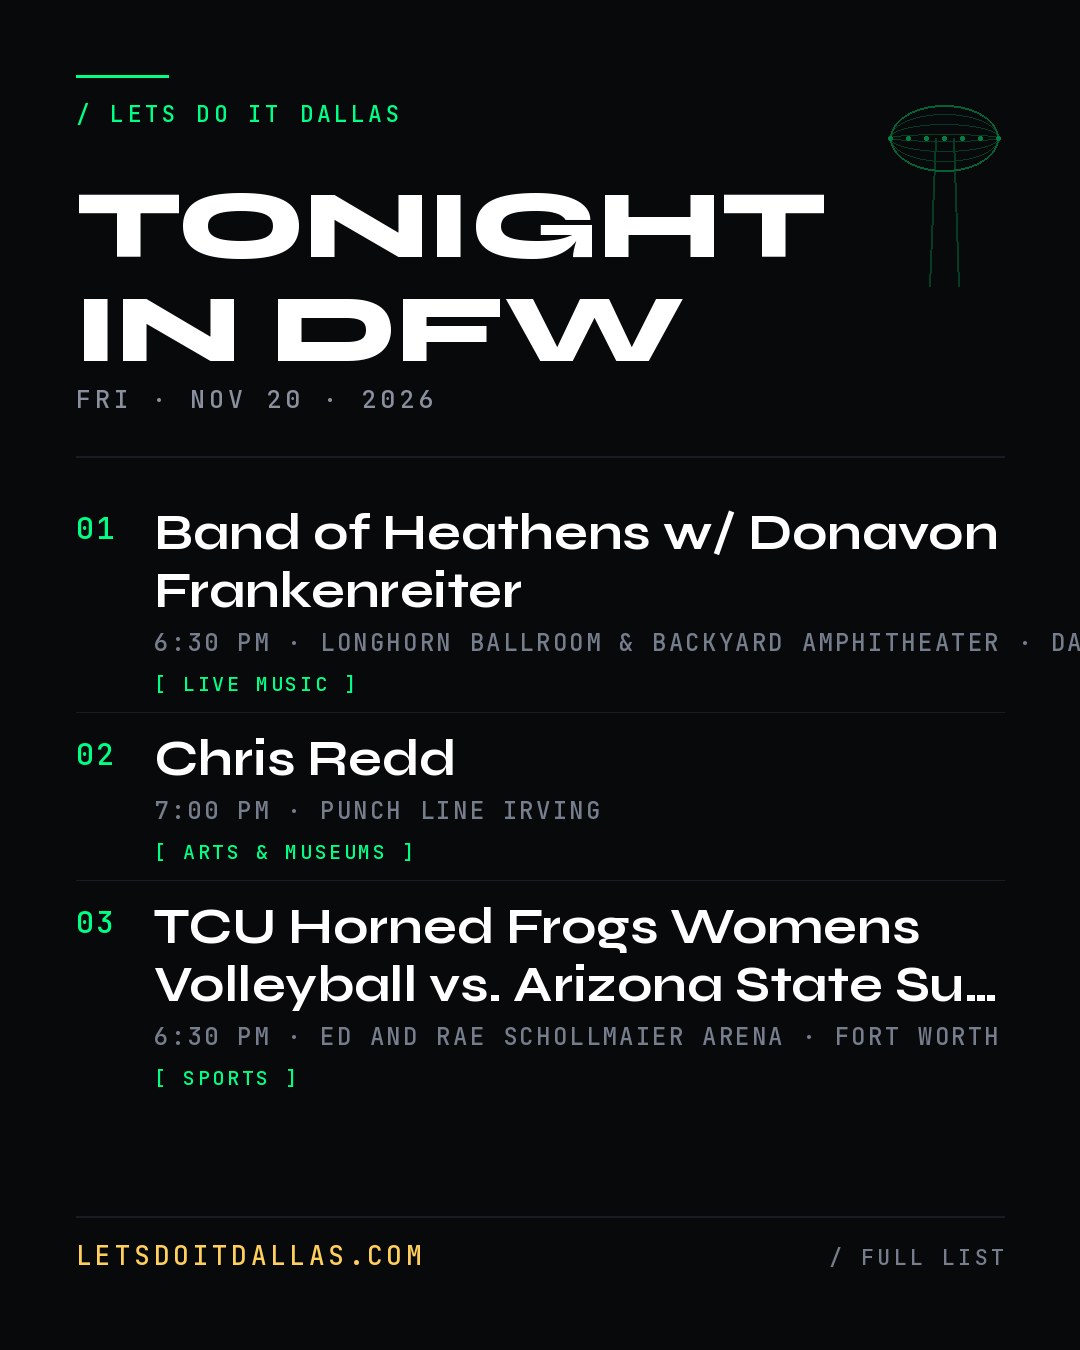 / LETS DO IT DALLAS
TONIGHT
IN DFW
FRI · NOV 20 · 2026
01
Band of Heathens w/ Donavon
Frankenreiter
6:30 PM · LONGHORN BALLROOM & BACKYARD AMPHITHEATER · DA
[ LIVE MUSIC ]
02
Chris Redd
7:00 PM · PUNCH LINE IRVING
[ ARTS & MUSEUMS ]
03
TCU Horned Frogs Womens
Volleyball vs. Arizona State Su…
6:30 PM · ED AND RAE SCHOLLMAIER ARENA · FORT WORTH
[ SPORTS ]
LETSDOITDALLAS.COM
/ FULL LIST